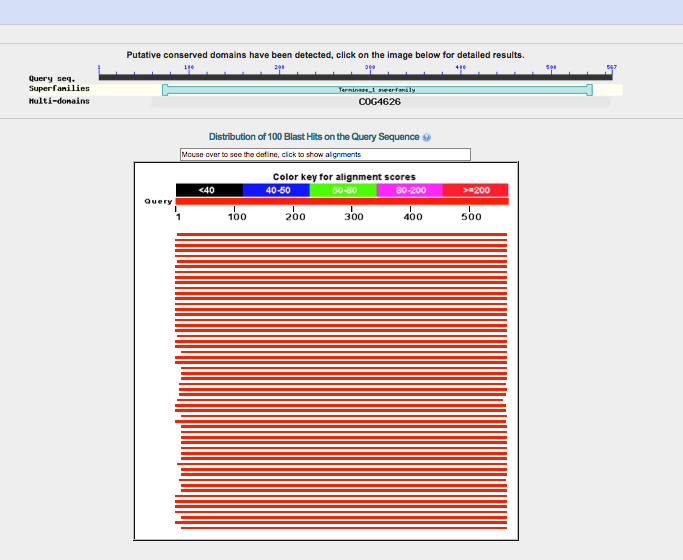 Putative conserved domains have been detected, click on the image below for detailed results.
1 100 200 300 400 500 567
Query seq.
Superfamilies Terminase_1 superfamily
Multi-domains COG4626
Distribution of 100 Blast Hits on the Query Sequence
Mouse over to see the define, click to show alignments
Color key for alignment scores
<40 40-50 50-80 80-200 >=200
Query
1 100 200 300 400 500